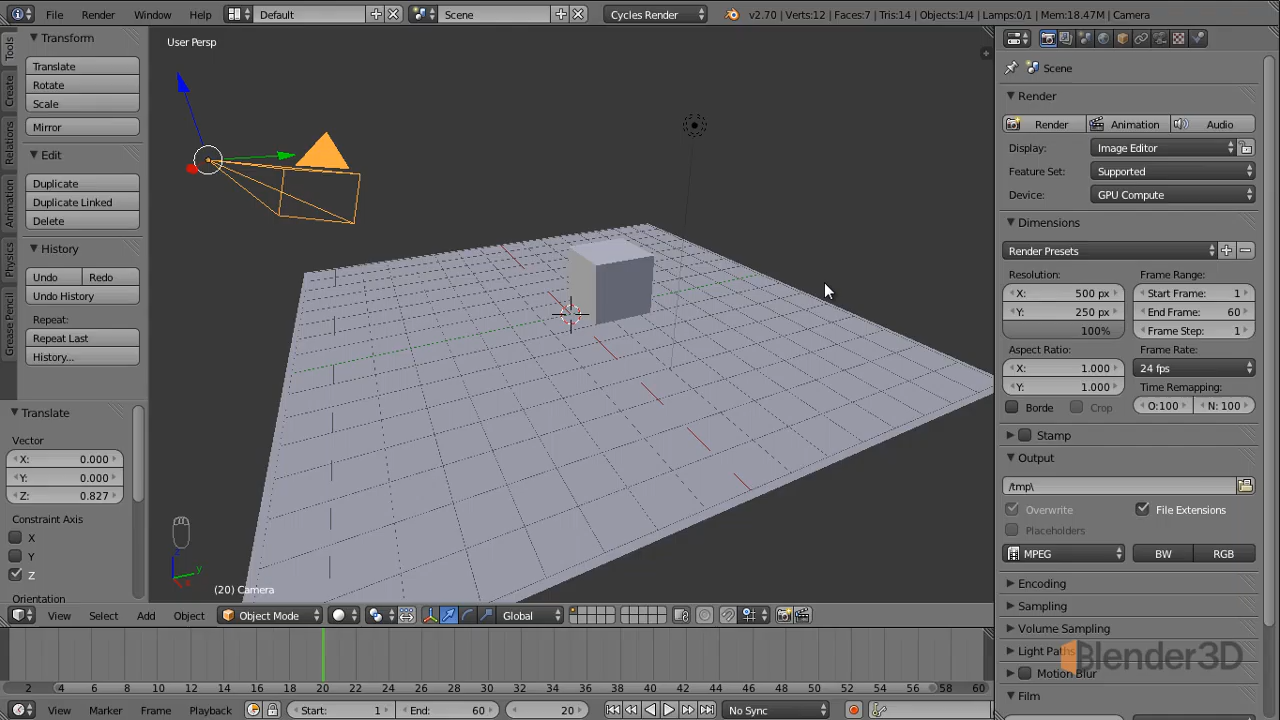 File Render Window Help Default Scene Cycles Render v2.70 | Verts:12 | Faces:7 | Tris:14 | Objects:1/4 | Lamps:0/1 | Mem:18.47M | Camera
Tools
Create
Relations
Animation
Physics
Grease Pencil
Transform
Translate
Rotate
Scale
Mirror
Edit
Duplicate
Duplicate Linked
Delete
History
Undo Redo
Undo History
Repeat:
Repeat Last
History...
Translate
Vector
X: 0.000
Y: 0.000
Z: 0.827
Constraint Axis
X
Y
Z
Orientation
User Persp
z
y
(20) Camera
View Select Add Object Object Mode Global
Scene
Render
Render Animation Audio
Display: Image Editor
Feature Set: Supported
Device: GPU Compute
Dimensions
Render Presets
Resolution: Frame Range:
X: 500 px Start Frame: 1
Y: 250 px End Frame: 60
100% Frame Step: 1
Aspect Ratio: Frame Rate:
X: 1.000 24 fps
Y: 1.000 Time Remapping:
Borde Crop O:100 N: 100
Stamp
Output
/tmp\
Overwrite File Extensions
Placeholders
MPEG BW RGB
Encoding
Sampling
Volume Sampling
Light Paths
Motion Blur
Film
Blender3D
2 4 6 8 10 12 14 16 18 20 22 24 26 28 30 32 34 36 38 40 42 44 46 48 50 52 54 56 58 60
View Marker Frame Playback Start: 1 End: 60 20 No Sync